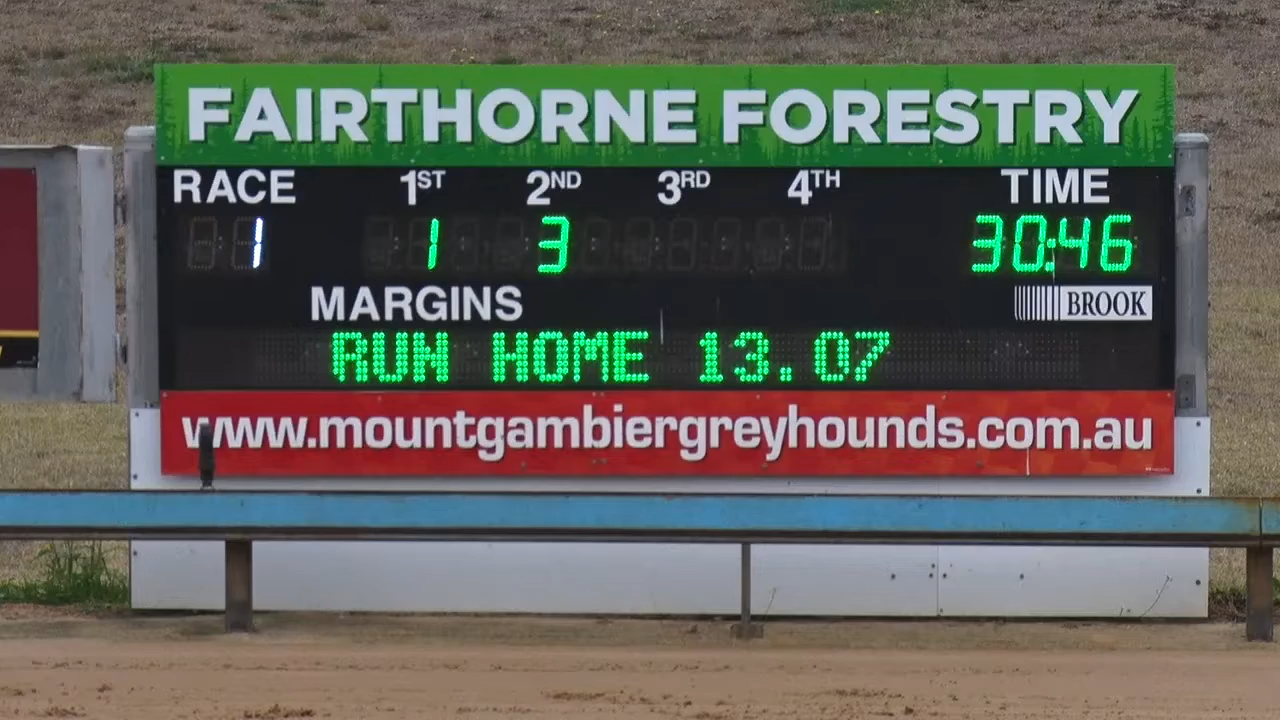 FAIRTHORNE FORESTRY
RACE 1ST 2ND 3RD 4TH TIME
1 1 3 30:46
MARGINS BROOK
RUN HOME 13.07
www.mountgambiergreyhounds.com.au